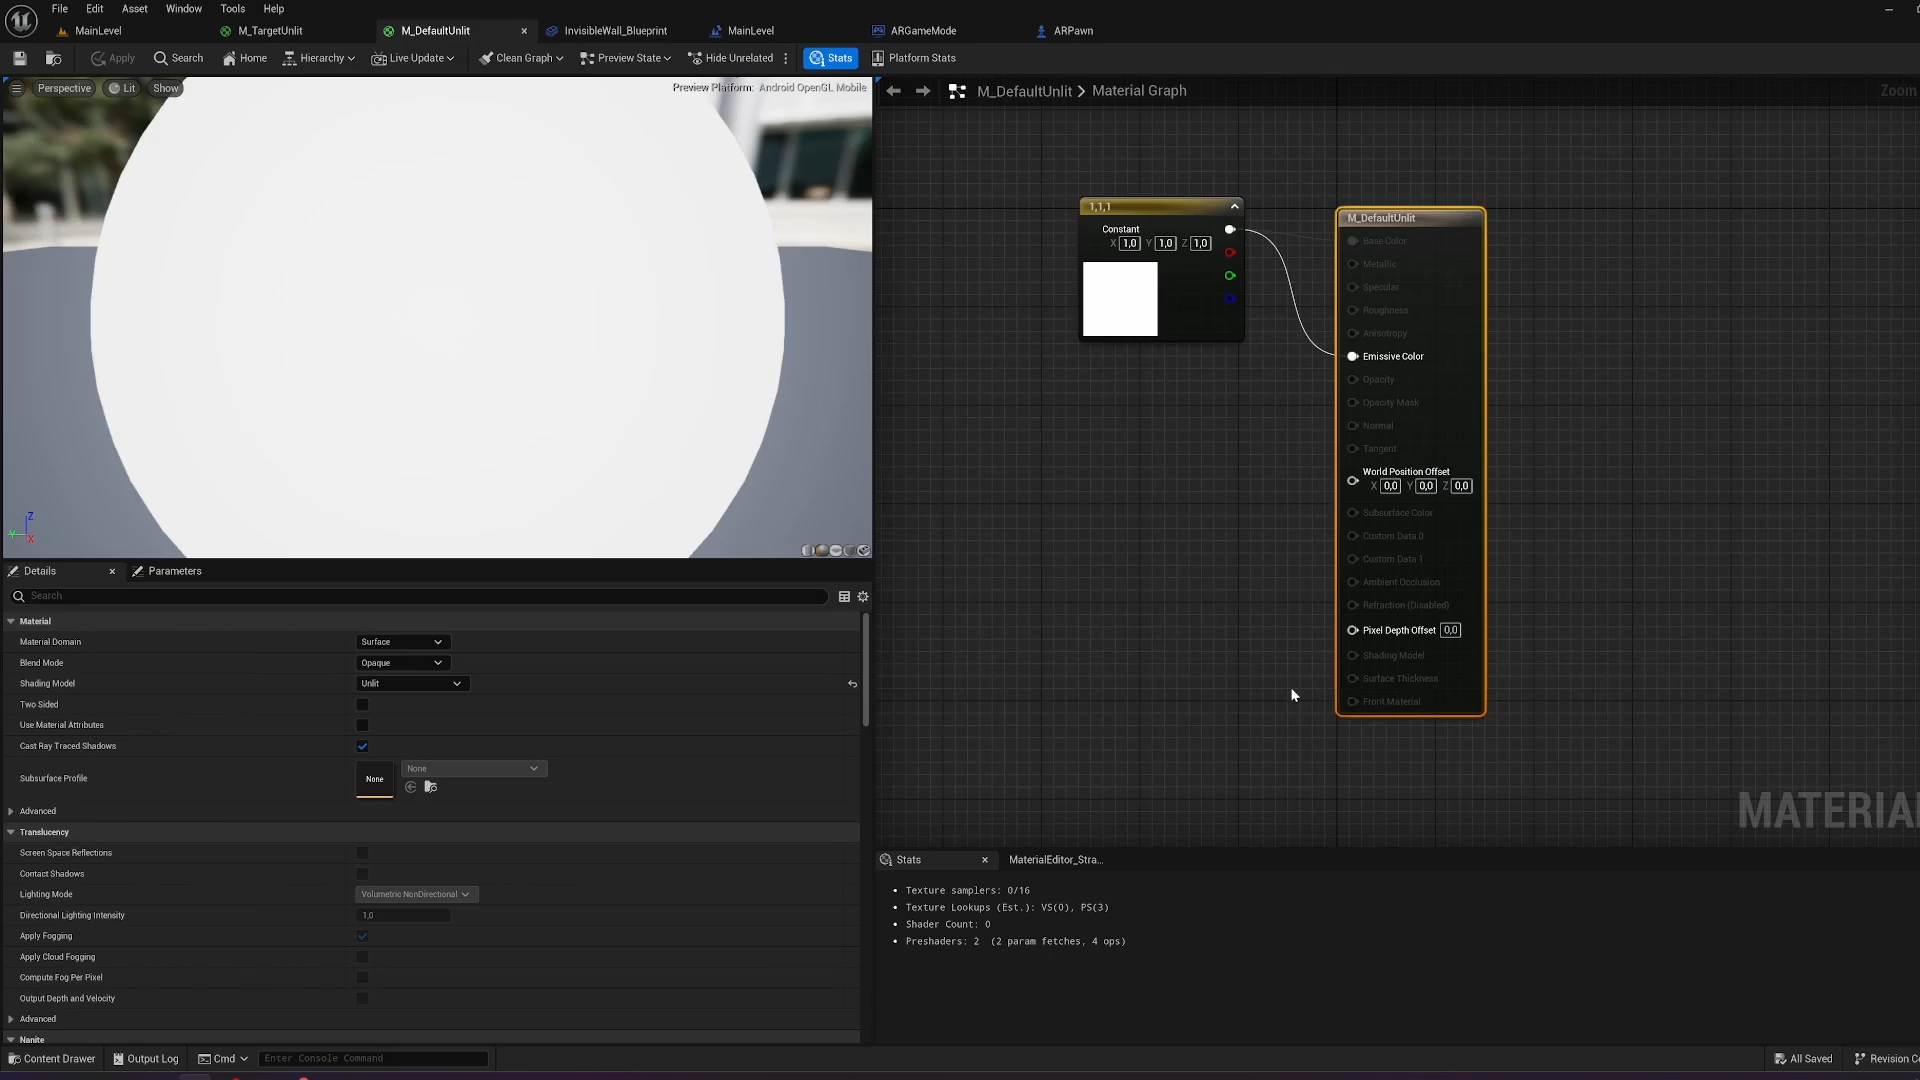 File Edit Asset Window Tools Help
MainLevel M_TargetUnlit M_DefaultUnlit InvisibleWall_Blueprint MainLevel ARGameMode ARPawn
Apply Search Home Hierarchy Live Update Clean Graph Preview State Hide Unrelated Stats Platform Stats
Perspective Lit Show
Preview Platform: Android OpenGL Mobile
Z
Y X
M_DefaultUnlit > Material Graph
Zoom
1,1,1
Constant
X 1,0 Y 1,0 Z 1,0
M_DefaultUnlit
Base Color
Metallic
Specular
Roughness
Anisotropy
Emissive Color
Opacity
Opacity Mask
Normal
Tangent
World Position Offset
X 0,0 Y 0,0 Z 0,0
Subsurface Color
Custom Data 0
Custom Data 1
Ambient Occlusion
Refraction (Disabled)
Pixel Depth Offset 0,0
Shading Model
Surface Thickness
Front Material
MATERIAL
Details Parameters
Search
Material
Material Domain Surface
Blend Mode Opaque
Shading Model Unlit
Two Sided
Use Material Attributes
Cast Ray Traced Shadows
Subsurface Profile None None
Advanced
Translucency
Screen Space Reflections
Contact Shadows
Lighting Mode Volumetric NonDirectional
Directional Lighting Intensity 1,0
Apply Fogging
Apply Cloud Fogging
Compute Fog Per Pixel
Output Depth and Velocity
Advanced
Nanite
Stats MaterialEditor_Stra...
• Texture samplers: 0/16
• Texture Lookups (Est.): VS(0), PS(3)
• Shader Count: 0
• Preshaders: 2 (2 param fetches, 4 ops)
Content Drawer Output Log Cmd Enter Console Command All Saved Revision Co